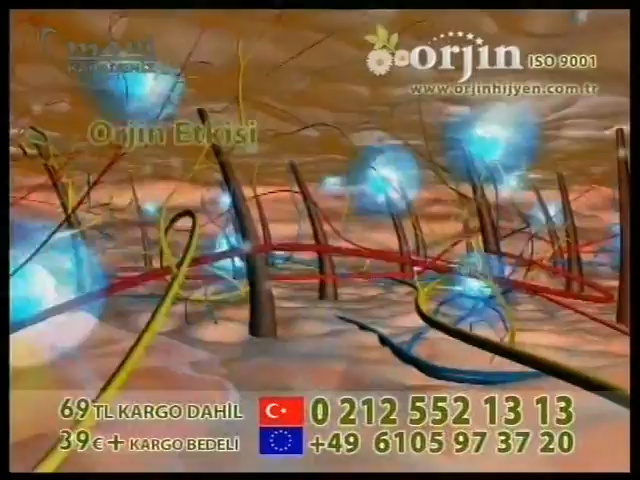 orjin ISO 9001
www.orjinhijyen.com.tr
Orjin Etkisi
69 TL KARGO DAHİL 0 212 552 13 13
39 € + KARGO BEDELİ +49 6105 97 37 20